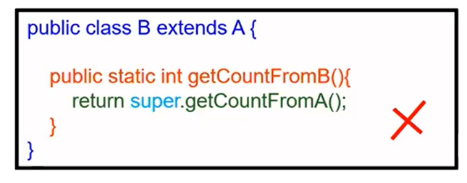 public class B extends A {
public static int getCountFromB(){
return super.getCountFromA();
}
}